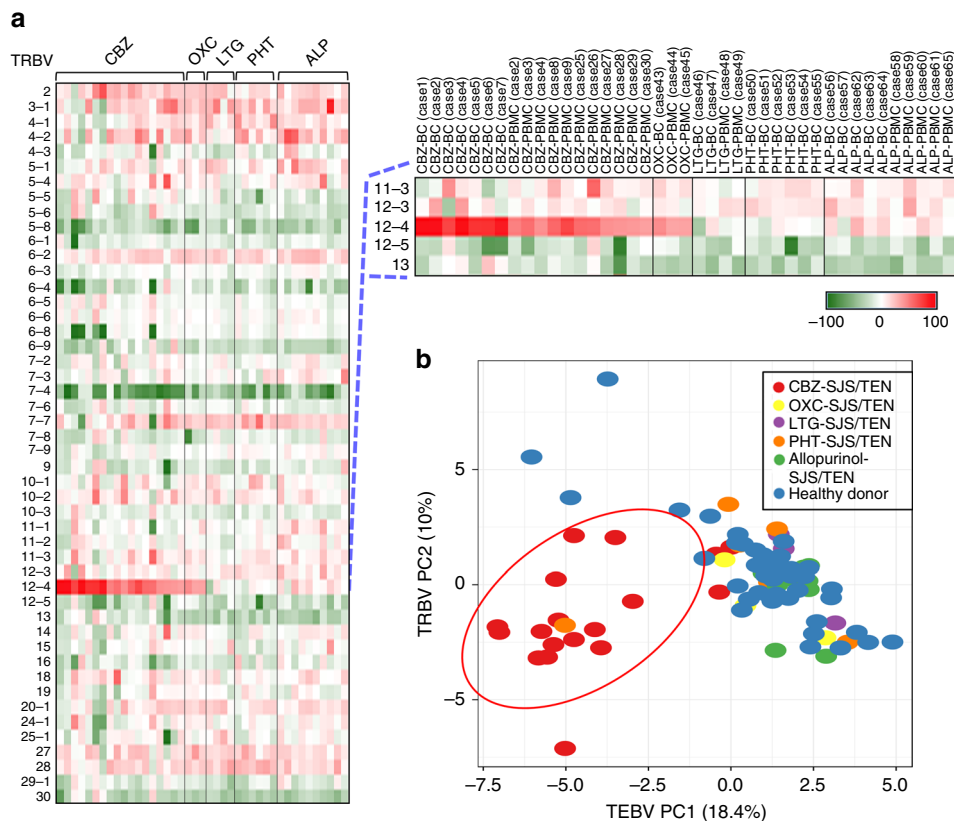 a
TRBV
CBZ
OXC
LTG
PHT
ALP
2
3–1
4–1
4–2
4–3
5–1
5–4
5–5
5–6
5–8
6–1
6–2
6–3
6–4
6–5
6–6
6–8
6–9
7–2
7–3
7–4
7–6
7–7
7–8
7–9
9
10–1
10–2
10–3
11–1
11–2
11–3
12–3
12–4
12–5
13
14
15
16
18
19
20–1
24–1
25–1
27
28
29–1
30
CBZ-BC (case1)
CBZ-BC (case2)
CBZ-BC (case3)
CBZ-BC (case4)
CBZ-BC (case5)
CBZ-BC (case6)
CBZ-BC (case7)
CBZ-PBMC (case2)
CBZ-PBMC (case3)
CBZ-PBMC (case4)
CBZ-PBMC (case6)
CBZ-PBMC (case9)
CBZ-PBMC (case25)
CBZ-PBMC (case26)
CBZ-PBMC (case27)
CBZ-PBMC (case28)
CBZ-PBMC (case29)
CBZ-PBMC (case30)
OXC-BC (case43)
OXC-PBMC (case44)
OXC-PBMC (case45)
LTG-BC (case46)
LTG-BC (case47)
LTG-PBMC (case48)
LTG-PBMC (case49)
PHT-BC (case50)
PHT-BC (case51)
PHT-BC (case52)
PHT-BC (case53)
PHT-BC (case54)
PHT-BC (case55)
ALP-BC (case56)
ALP-BC (case57)
ALP-BC (case62)
ALP-BC (case63)
ALP-BC (case64)
ALP-PBMC (case58)
ALP-PBMC (case59)
ALP-PBMC (case60)
ALP-PBMC (case61)
ALP-PBMC (case65)
11–3
12–3
12–4
12–5
13
–100 0 100
b
CBZ-SJS/TEN
OXC-SJS/TEN
LTG-SJS/TEN
PHT-SJS/TEN
Allopurinol-
SJS/TEN
Healthy donor
TRBV PC2 (10%)
5
0
–5
–7.5 –5.0 –2.5 0.0 2.5 5.0
TEBV PC1 (18.4%)